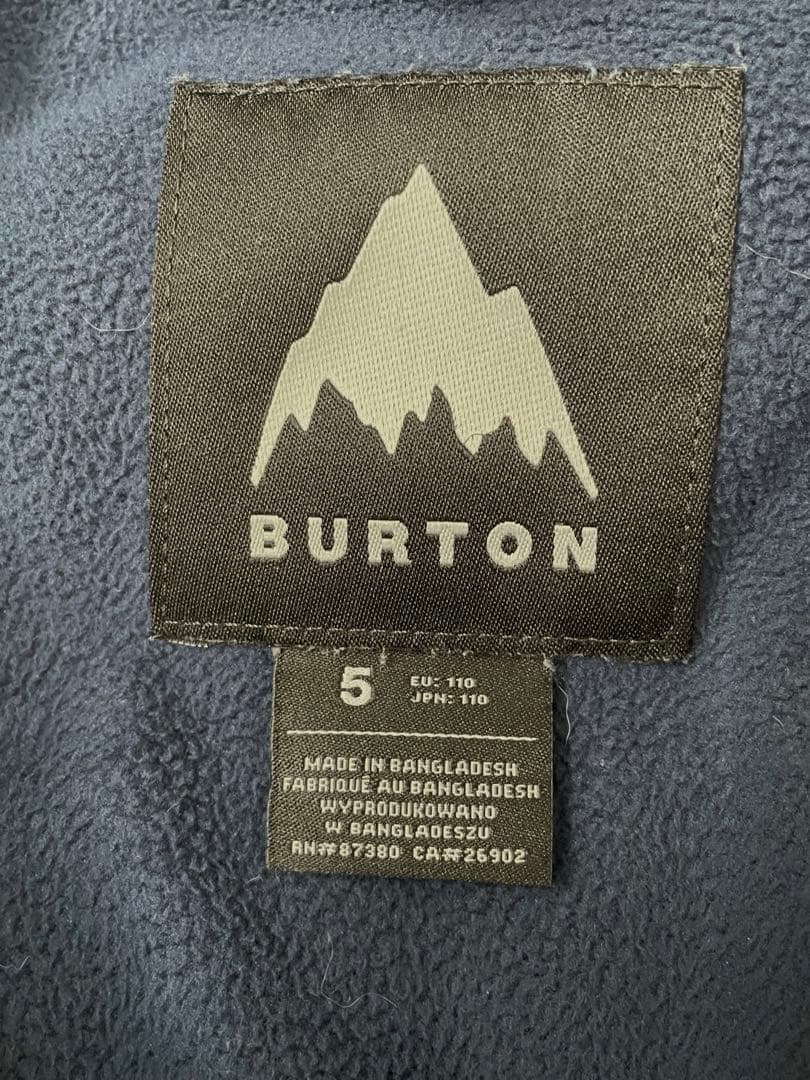 BURTON
5
EU: 110
JPN: 110
MADE IN BANGLADESH
FABRIQUÉ AU BANGLADESH
WYPRODUKOWANO
W BANGLADESZU
RN#87380 CA#26902